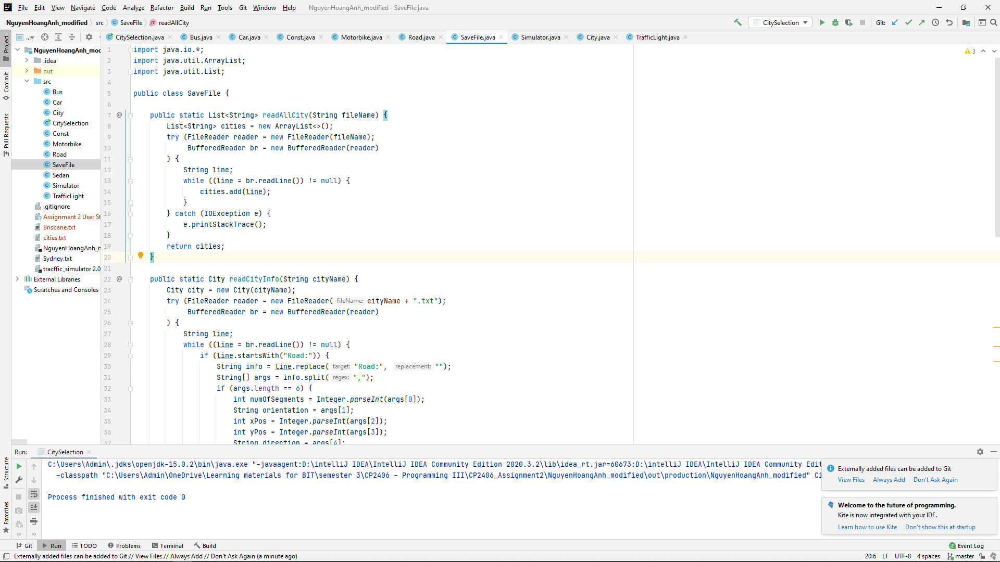 File Edit View Navigate Code Analyze Refactor Build Run Tools Git Window Help NguyenHoangAnh_modified - SaveFile.java
NguyenHoangAnh_modified src SaveFile readAllCity CitySelection Git:
CitySelection.java Bus.java Car.java Const.java Motorbike.java Road.java SaveFile.java Simulator.java City.java TrafficLight.java
Project
Commit
Pull Requests
Structure
Favorites
NguyenHoangAnh_mod
.idea
out
src
Bus
Car
City
CitySelection
Const
Motorbike
Road
SaveFile
Sedan
Simulator
TrafficLight
.gitignore
Assignment 2 User St
Brisbane.txt
cities.txt
NguyenHoangAnh_r
Sydney.txt
tracffic_simulator 2.0
External Libraries
Scratches and Consoles
3
1 import java.io.*;
2 import java.util.ArrayList;
3 import java.util.List;
4
5 public class SaveFile {
6
7 @ public static List<String> readAllCity(String fileName) {
8 List<String> cities = new ArrayList<>();
9 try (FileReader reader = new FileReader(fileName);
10 BufferedReader br = new BufferedReader(reader)
11 ) {
12 String line;
13 while ((line = br.readLine()) != null) {
14 cities.add(line);
15 }
16 } catch (IOException e) {
17 e.printStackTrace();
18 }
19 return cities;
20 }
21
22 @ public static City readCityInfo(String cityName) {
23 City city = new City(cityName);
24 try (FileReader reader = new FileReader( fileName: cityName + ".txt");
25 BufferedReader br = new BufferedReader(reader)
26 ) {
27 String line;
28 while ((line = br.readLine()) != null) {
29 if (line.startsWith("Road:")) {
30 String info = line.replace( target: "Road:", replacement: "");
31 String[] args = info.split( regex: ",");
32 if (args.length == 6) {
33 int numOfSegments = Integer.parseInt(args[0]);
34 String orientation = args[1];
35 int xPos = Integer.parseInt(args[2]);
36 int yPos = Integer.parseInt(args[3]);
37 String direction = args[4];
Run: CitySelection
C:\Users\Admin\.jdks\openjdk-15.0.2\bin\java.exe "-javaagent:D:\intelliJ IDEA\IntelliJ IDEA Community Edition 2020.3.2\lib\idea_rt.jar=60673:D:\intelliJ IDEA\IntelliJ IDEA Community Edit
-classpath "C:\Users\Admin\OneDrive\Learning materials for BIT\semester 3\CP2406 - Programming III\CP2406_Assignment2\NguyenHoangAnh_modified\out\production\NguyenHoangAnh_modified" Ci
Process finished with exit code 0
Externally added files can be added to Git
View Files Always Add Don't Ask Again
Welcome to the future of programming.
Kite is now integrated with your IDE.
Learn how to use Kite Don't show this at startup
Git Run TODO Problems Terminal Build 2 Event Log
Externally added files can be added to Git // View Files // Always Add // Don't Ask Again (a minute ago) 20:6 LF UTF-8 4 spaces master